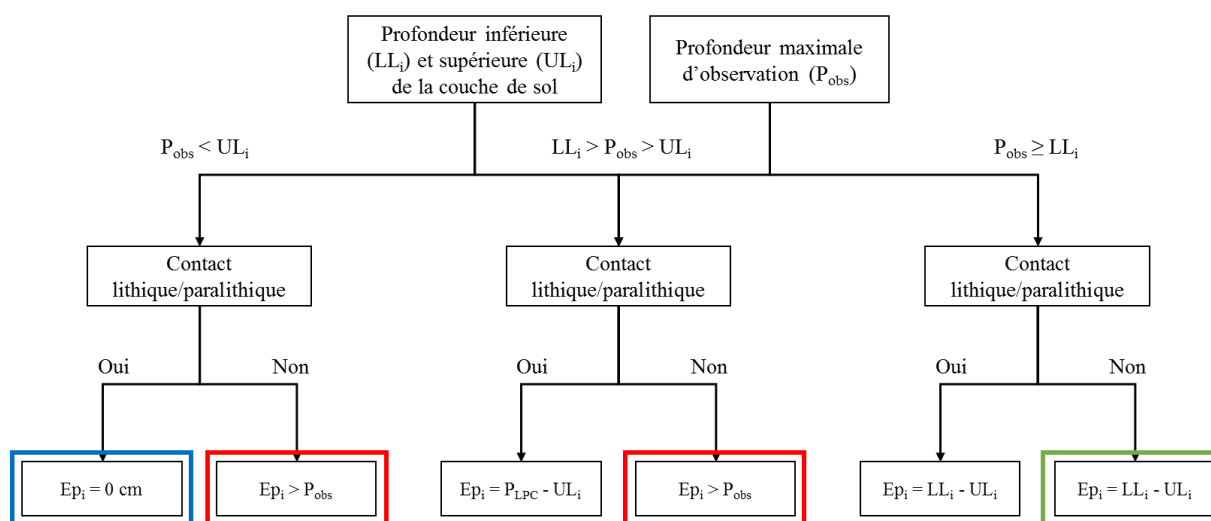 Profondeur inférieure
(LLᵢ) et supérieure (ULᵢ)
de la couche de sol
Profondeur maximale
d’observation (Pobs)
Pobs < ULᵢ
LLᵢ > Pobs > ULᵢ
Pobs ≥ LLᵢ
Contact
lithique/paralithique
Contact
lithique/paralithique
Contact
lithique/paralithique
Oui
Non
Oui
Non
Oui
Non
Epᵢ = 0 cm
Epᵢ > Pobs
Epᵢ = PLPC - ULᵢ
Epᵢ > Pobs
Epᵢ = LLᵢ - ULᵢ
Epᵢ = LLᵢ - ULᵢ